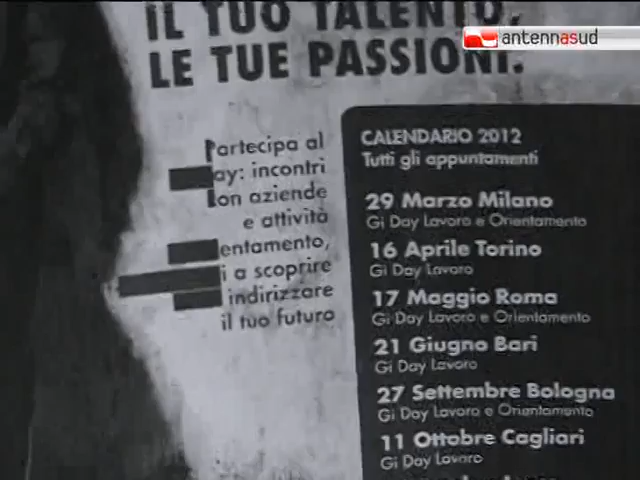 IL TUO TALENTO.
LE TUE PASSIONI.
antennasud
Partecipa al
ay: incontri
con aziende
e attività
entamento,
i a scoprire
indirizzare
il tuo futuro
CALENDARIO 2012
Tutti gli appuntamenti
29 Marzo Milano
Gi Day Lavoro e Orientamento
16 Aprile Torino
Gi Day Lavoro
17 Maggio Roma
Gi Day Lavoro e Orientamento
21 Giugno Bari
Gi Day Lavoro
27 Settembre Bologna
Gi Day Lavoro e Orientamento
11 Ottobre Cagliari
Gi Day Lavoro